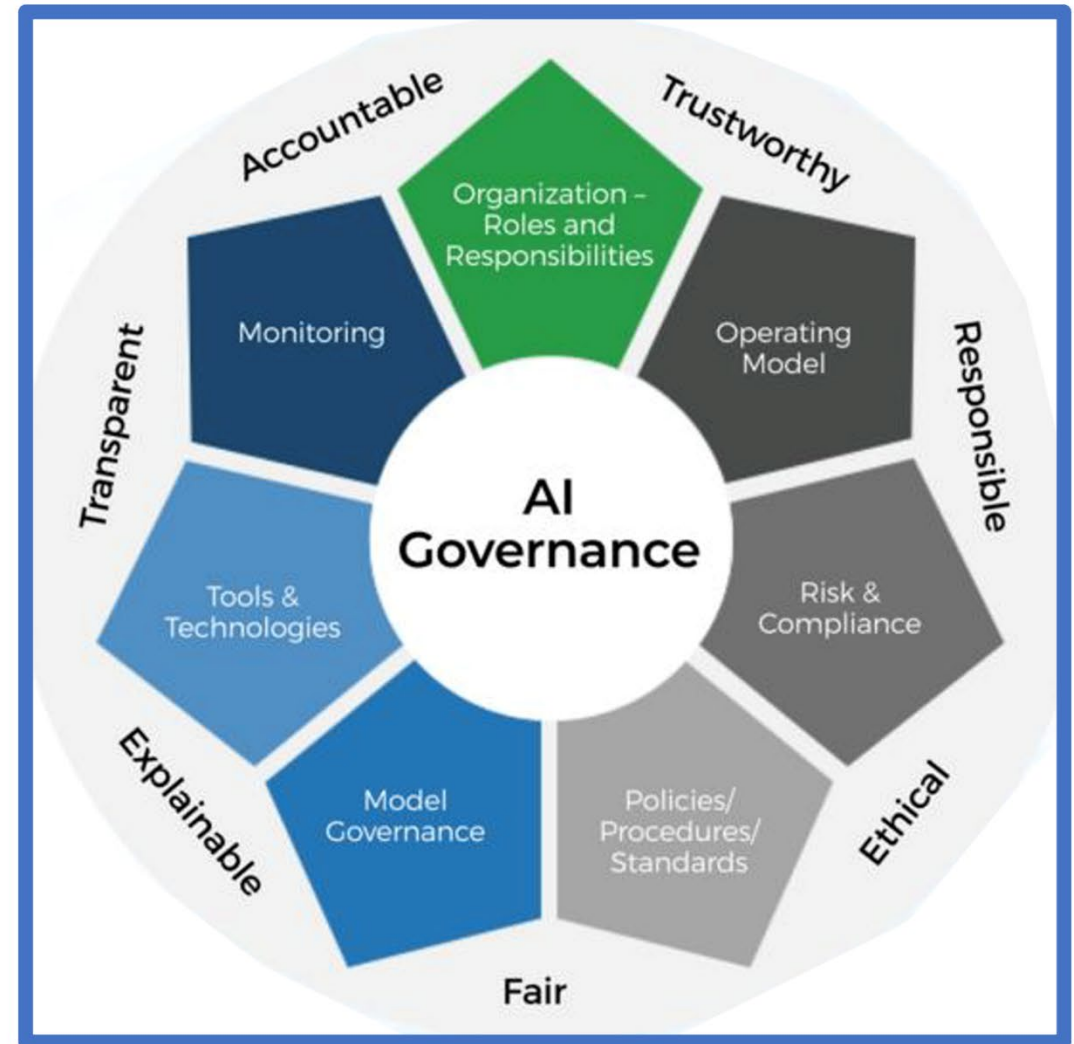 Accountable
Trustworthy
Organization –
Roles and
Responsibilities
Monitoring
Operating
Model
Transparent
Responsible
AI
Governance
Tools &
Technologies
Risk &
Compliance
Explainable
Model
Governance
Policies/
Procedures/
Standards
Ethical
Fair